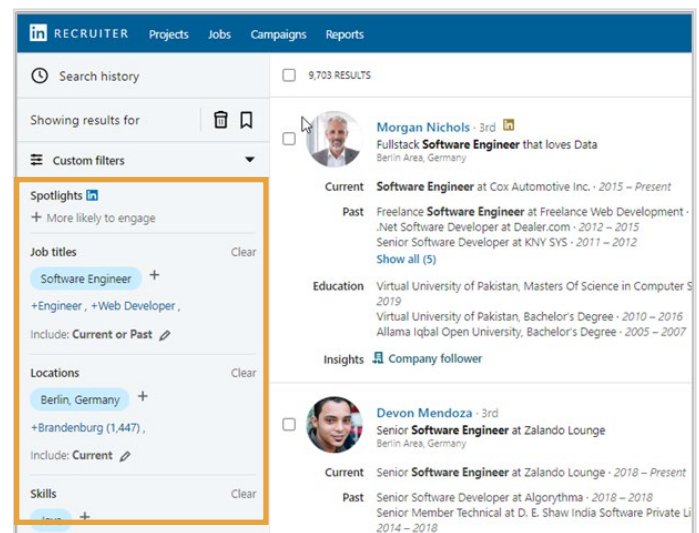 in RECRUITER Projects Jobs Campaigns Reports
Search history
9,703 RESULTS
Showing results for
Custom filters
Spotlights in
+ More likely to engage
Job titles Clear
Software Engineer +
+Engineer , +Web Developer ,
Include: Current or Past
Locations Clear
Berlin, Germany +
+Brandenburg (1,447) ,
Include: Current
Skills Clear
Java +
Morgan Nichols · 3rd in
Fullstack Software Engineer that loves Data
Berlin Area, Germany
Current Software Engineer at Cox Automotive Inc. · 2015 – Present
Past Freelance Software Engineer at Freelance Web Development ·
.Net Software Developer at Dealer.com · 2012 – 2015
Senior Software Developer at KNY SYS · 2011 – 2012
Show all (5)
Education Virtual University of Pakistan, Masters Of Science in Computer S
2019
Virtual University of Pakistan, Bachelor's Degree · 2010 – 2016
Allama Iqbal Open University, Bachelor's Degree · 2005 – 2007
Insights Company follower
Devon Mendoza · 3rd
Senior Software Engineer at Zalando Lounge
Berlin Area, Germany
Current Senior Software Engineer at Zalando Lounge · 2018 – Present
Past Senior Software Developer at Algorythma · 2018 – 2018
Senior Member Technical at D. E. Shaw India Software Private Li
2014 – 2018